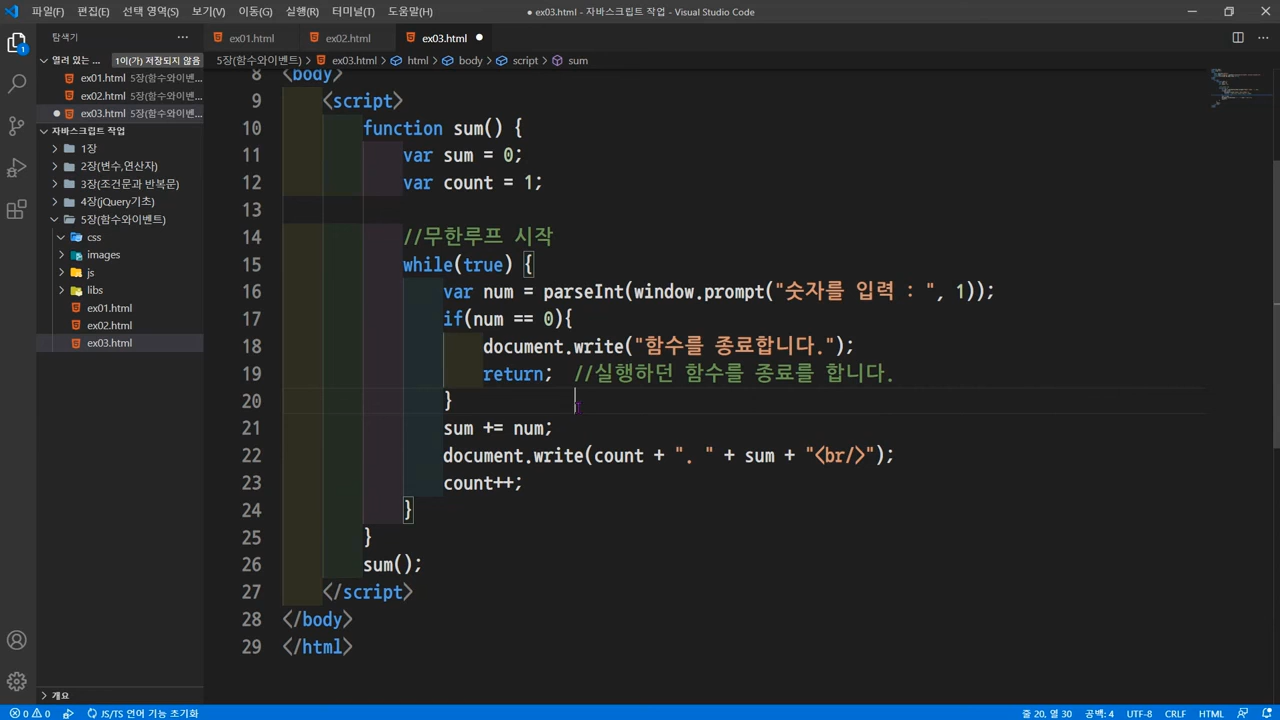 파일(F) 편집(E) 선택 영역(S) 보기(V) 이동(G) 실행(R) 터미널(T) 도움말(H) ● ex03.html - 자바스크립트 작업 - Visual Studio Code
탐색기 ex01.html ex02.html ex03.html
열려 있는 ... 1이(가) 저장되지 않음 5장(함수와이벤트) > ex03.html > html > body > script > sum
ex01.html 5장(함수와이벤...
ex02.html 5장(함수와이벤...
ex03.html 5장(함수와이벤...
자바스크립트 작업
1장
2장(변수,연산자)
3장(조건문과 반복문)
4장(jQuery기초)
5장(함수와이벤트)
css
images
js
libs
ex01.html
ex02.html
ex03.html
개요
8 <body>
9 <script>
10 function sum() {
11 var sum = 0;
12 var count = 1;
13
14 //무한루프 시작
15 while(true) {
16 var num = parseInt(window.prompt("숫자를 입력 : ", 1));
17 if(num == 0){
18 document.write("함수를 종료합니다.");
19 return; //실행하던 함수를 종료를 합니다.
20 }
21 sum += num;
22 document.write(count + ". " + sum + "<br/>");
23 count++;
24 }
25 }
26 sum();
27 </script>
28 </body>
29 </html>
1
0 0 JS/TS 언어 기능 초기화 줄 20, 열 30 공백: 4 UTF-8 CRLF HTML